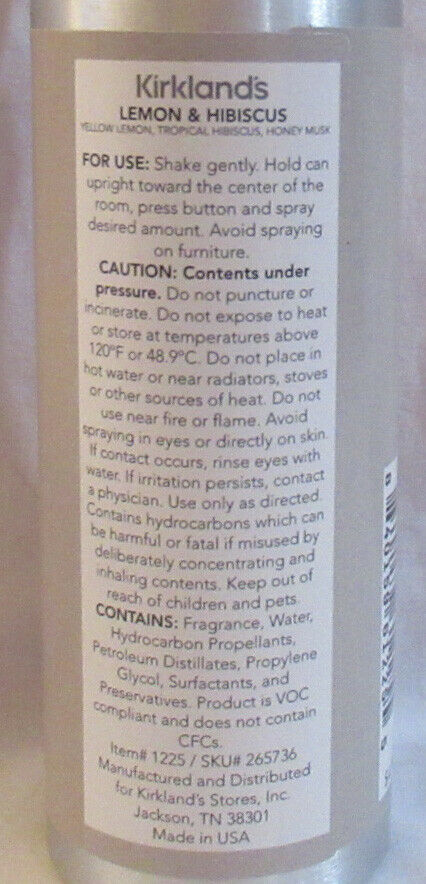 Kirkland's
LEMON & HIBISCUS
YELLOW LEMON, TROPICAL HIBISCUS, HONEY MUSK
FOR USE: Shake gently. Hold can
upright toward the center of the
room, press button and spray
desired amount. Avoid spraying
on furniture.
CAUTION: Contents under
pressure. Do not puncture or
incinerate. Do not expose to heat
or store at temperatures above
120°F or 48.9°C. Do not place in
hot water or near radiators, stoves
or other sources of heat. Do not
use near fire or flame. Avoid
spraying in eyes or directly on skin.
If contact occurs, rinse eyes with
water. If irritation persists, contact
a physician. Use only as directed.
Contains hydrocarbons which can
be harmful or fatal if misused by
deliberately concentrating and
inhaling contents. Keep out of
reach of children and pets.
CONTAINS: Fragrance, Water,
Hydrocarbon Propellants,
Petroleum Distillates, Propylene
Glycol, Surfactants, and
Preservatives. Product is VOC
compliant and does not contain
CFCs.
Item# 1225 / SKU# 265736
Manufactured and Distributed
for Kirkland's Stores, Inc.
Jackson, TN 38301
Made in USA